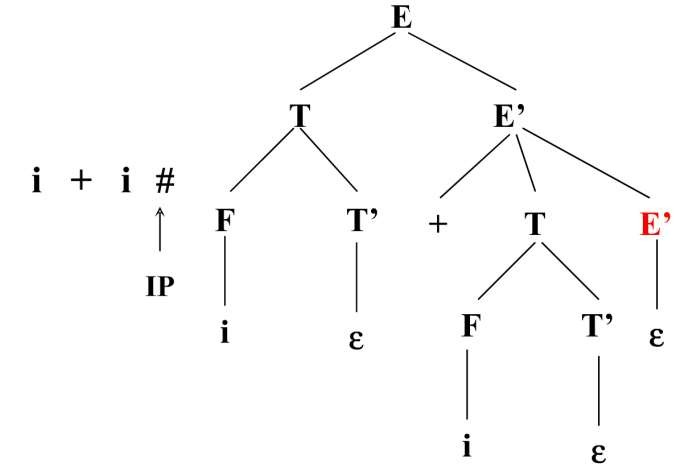 E
T E’
i + i #
F T’ + T E’
IP
i ε F T’ ε
i ε